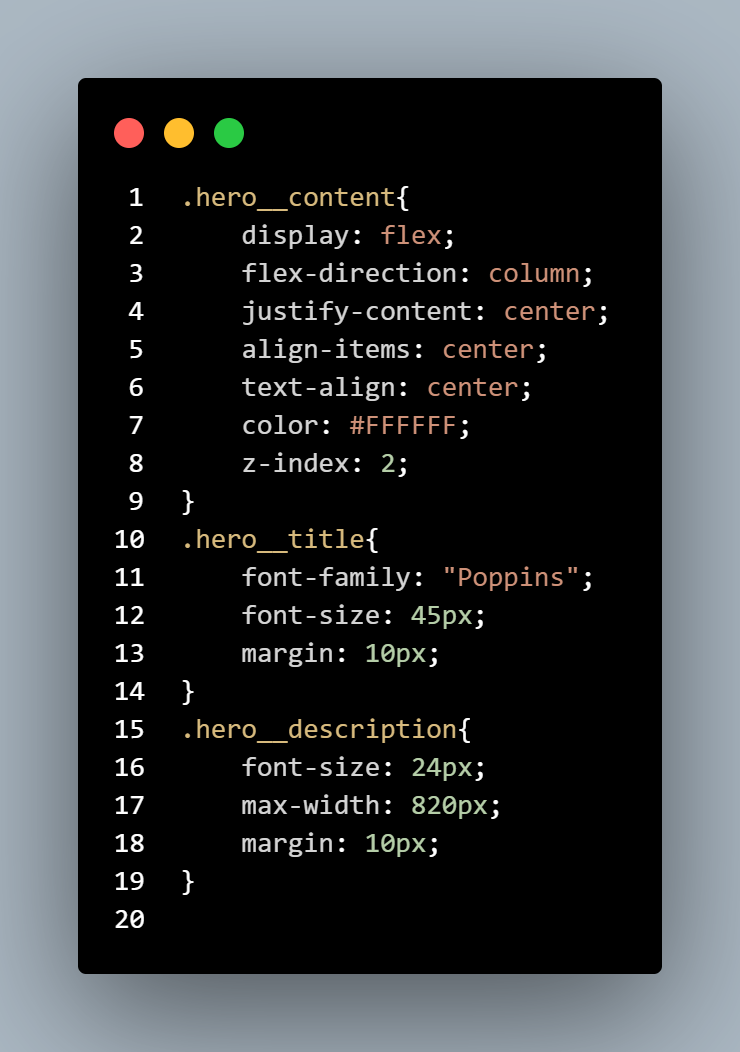 1 .hero__content{
2     display: flex;
3     flex-direction: column;
4     justify-content: center;
5     align-items: center;
6     text-align: center;
7     color: #FFFFFF;
8     z-index: 2;
9 }
10 .hero__title{
11     font-family: "Poppins";
12     font-size: 45px;
13     margin: 10px;
14 }
15 .hero__description{
16     font-size: 24px;
17     max-width: 820px;
18     margin: 10px;
19 }
20